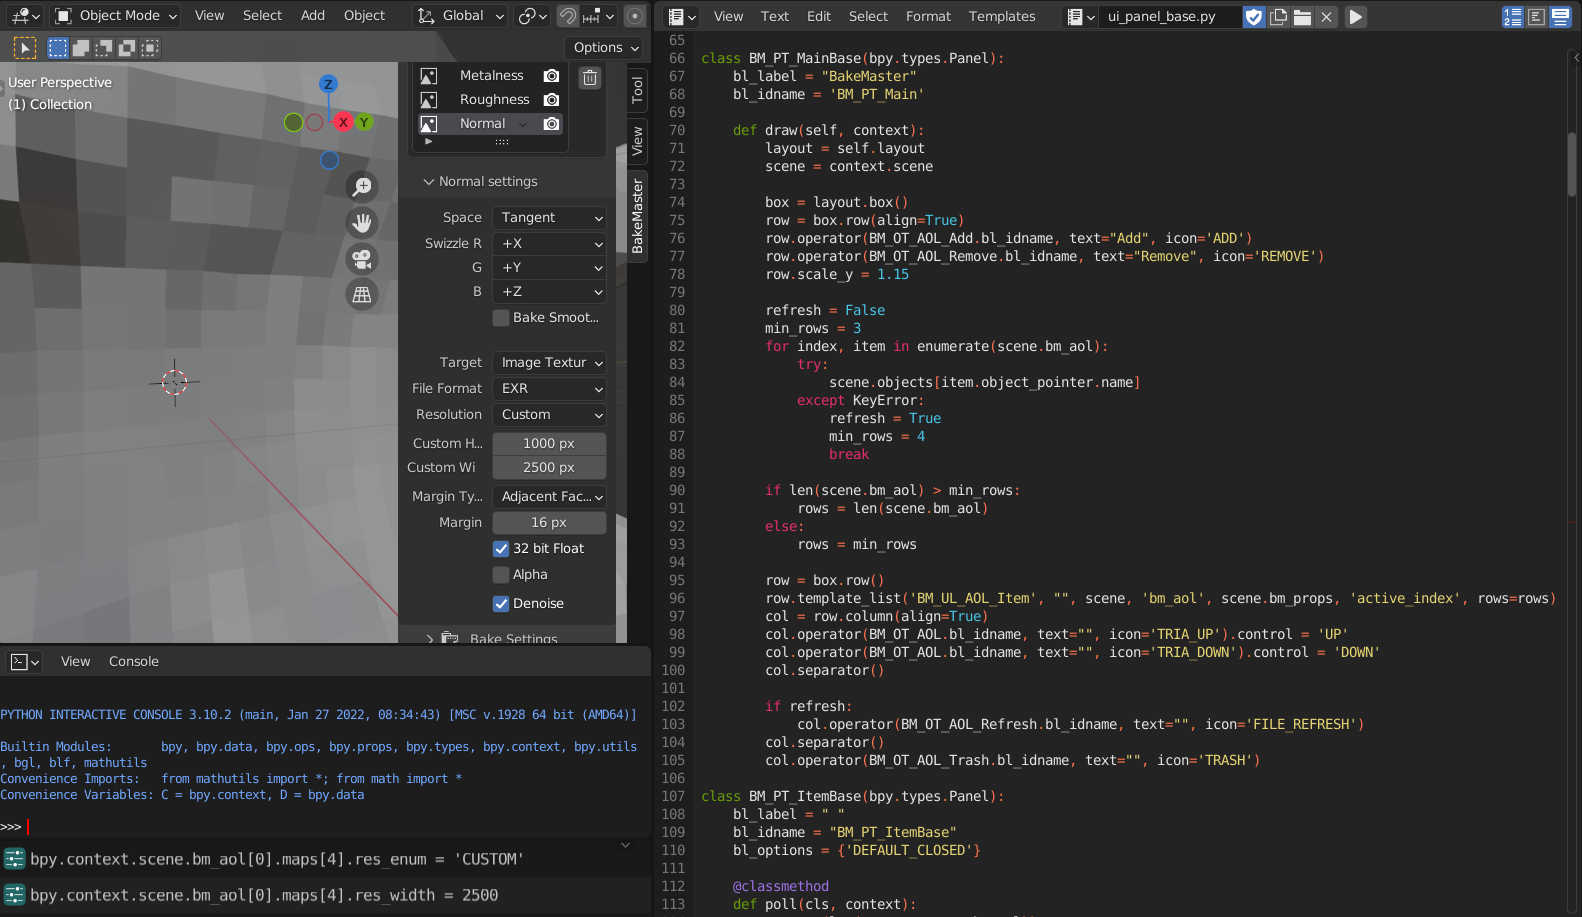 Object Mode View Select Add Object Global
Options
User Perspective
(1) Collection
Z
X
Y
Metalness
Roughness
Normal
Tool
View
BakeMaster
Normal settings
Space Tangent
Swizzle R +X
G +Y
B +Z
Bake Smoot...
Target Image Textur
File Format EXR
Resolution Custom
Custom H... 1000 px
Custom Wi 2500 px
Margin Ty... Adjacent Fac...
Margin 16 px
32 bit Float
Alpha
Denoise
Bake Settings
View Console
PYTHON INTERACTIVE CONSOLE 3.10.2 (main, Jan 27 2022, 08:34:43) [MSC v.1928 64 bit (AMD64)]
Builtin Modules: bpy, bpy.data, bpy.ops, bpy.props, bpy.types, bpy.context, bpy.utils
, bgl, blf, mathutils
Convenience Imports: from mathutils import *; from math import *
Convenience Variables: C = bpy.context, D = bpy.data
>>>
bpy.context.scene.bm_aol[0].maps[4].res_enum = 'CUSTOM'
bpy.context.scene.bm_aol[0].maps[4].res_width = 2500
View Text Edit Select Format Templates ui_panel_base.py
65
66 class BM_PT_MainBase(bpy.types.Panel):
67 bl_label = "BakeMaster"
68 bl_idname = 'BM_PT_Main'
69
70 def draw(self, context):
71 layout = self.layout
72 scene = context.scene
73
74 box = layout.box()
75 row = box.row(align=True)
76 row.operator(BM_OT_AOL_Add.bl_idname, text="Add", icon='ADD')
77 row.operator(BM_OT_AOL_Remove.bl_idname, text="Remove", icon='REMOVE')
78 row.scale_y = 1.15
79
80 refresh = False
81 min_rows = 3
82 for index, item in enumerate(scene.bm_aol):
83 try:
84 scene.objects[item.object_pointer.name]
85 except KeyError:
86 refresh = True
87 min_rows = 4
88 break
89
90 if len(scene.bm_aol) > min_rows:
91 rows = len(scene.bm_aol)
92 else:
93 rows = min_rows
94
95 row = box.row()
96 row.template_list('BM_UL_AOL_Item', "", scene, 'bm_aol', scene.bm_props, 'active_index', rows=rows)
97 col = row.column(align=True)
98 col.operator(BM_OT_AOL.bl_idname, text="", icon='TRIA_UP').control = 'UP'
99 col.operator(BM_OT_AOL.bl_idname, text="", icon='TRIA_DOWN').control = 'DOWN'
100 col.separator()
101
102 if refresh:
103 col.operator(BM_OT_AOL_Refresh.bl_idname, text="", icon='FILE_REFRESH')
104 col.separator()
105 col.operator(BM_OT_AOL_Trash.bl_idname, text="", icon='TRASH')
106
107 class BM_PT_ItemBase(bpy.types.Panel):
108 bl_label = " "
109 bl_idname = "BM_PT_ItemBase"
110 bl_options = {'DEFAULT_CLOSED'}
111
112 @classmethod
113 def poll(cls, context):